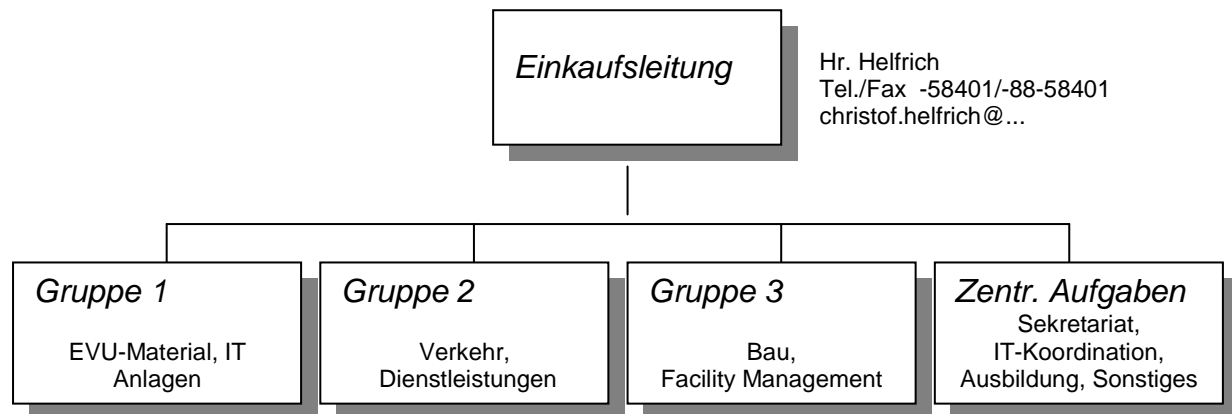 Einkaufsleitung
Hr. Helfrich
Tel./Fax -58401/-88-58401
christof.helfrich@...
Gruppe 1
EVU-Material, IT
Anlagen
Gruppe 2
Verkehr,
Dienstleistungen
Gruppe 3
Bau,
Facility Management
Zentr. Aufgaben
Sekretariat,
IT-Koordination,
Ausbildung, Sonstiges